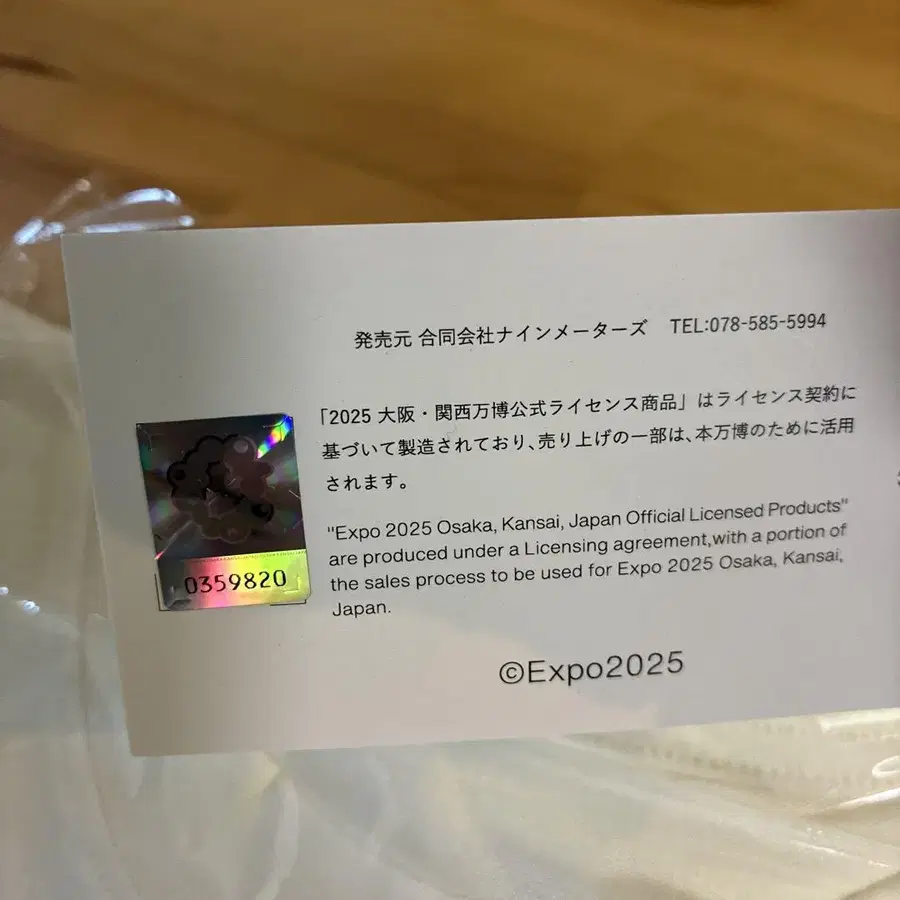 発売元 合同会社ナインメーターズ TEL:078-585-5994
「2025 大阪・関西万博公式ライセンス商品」はライセンス契約に
基づいて製造されており、売り上げの一部は、本万博のために活用
されます。
"Expo 2025 Osaka, Kansai, Japan Official Licensed Products"
are produced under a Licensing agreement,with a portion of
the sales process to be used for Expo 2025 Osaka, Kansai,
Japan.
0359820
©Expo2025